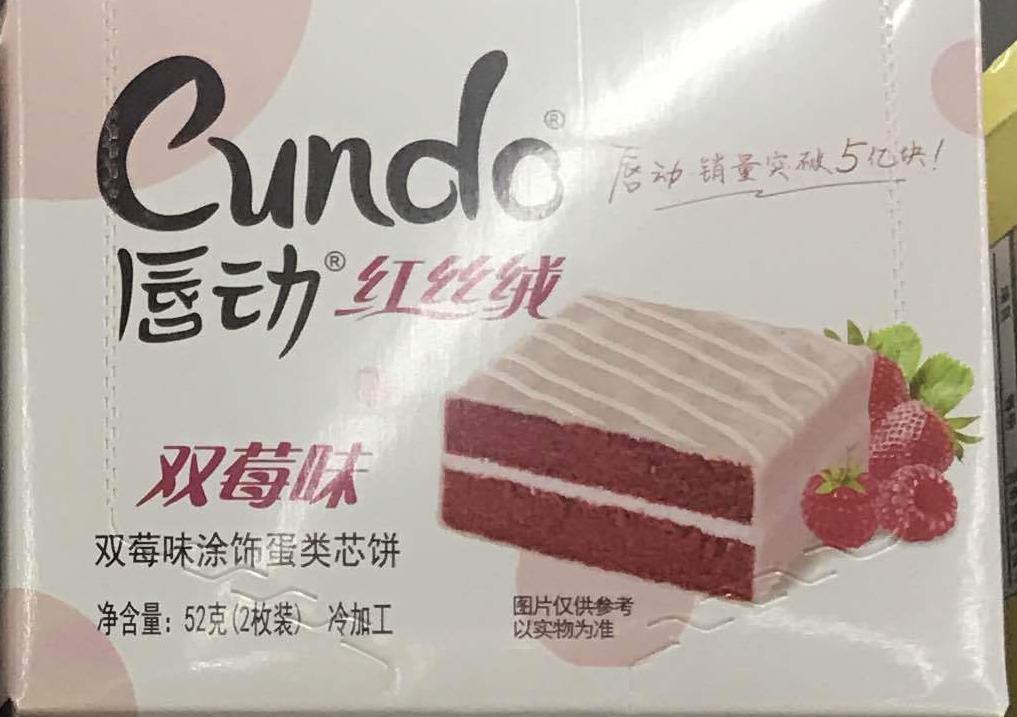 Cundo®
唇动·销量突破5亿块!
唇动®红丝绒
双莓味
双莓味涂饰蛋类芯饼
净含量:52克(2枚装) 冷加工
图片仅供参考
以实物为准